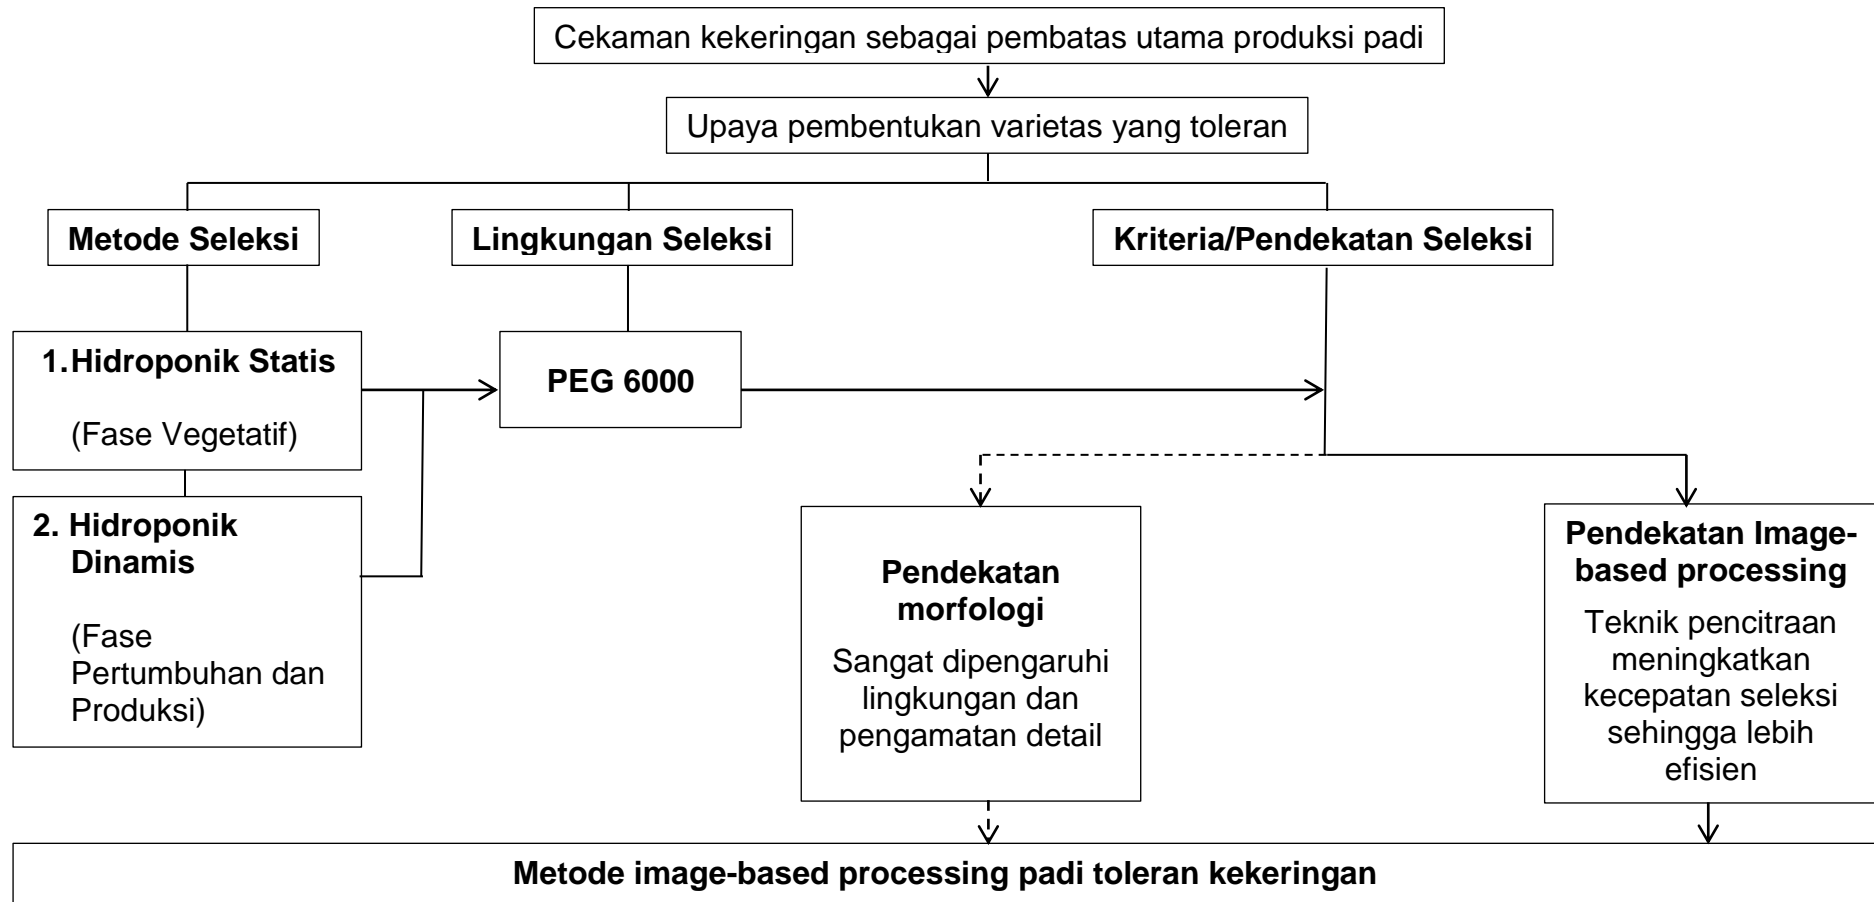 Cekaman kekeringan sebagai pembatas utama produksi padi
Upaya pembentukan varietas yang toleran
Metode Seleksi
Lingkungan Seleksi
Kriteria/Pendekatan Seleksi
1. Hidroponik Statis
(Fase Vegetatif)
PEG 6000
2. Hidroponik
Dinamis
(Fase
Pertumbuhan dan
Produksi)
Pendekatan
morfologi
Sangat dipengaruhi
lingkungan dan
pengamatan detail
Pendekatan Image-
based processing
Teknik pencitraan
meningkatkan
kecepatan seleksi
sehingga lebih
efisien
Metode image-based processing padi toleran kekeringan